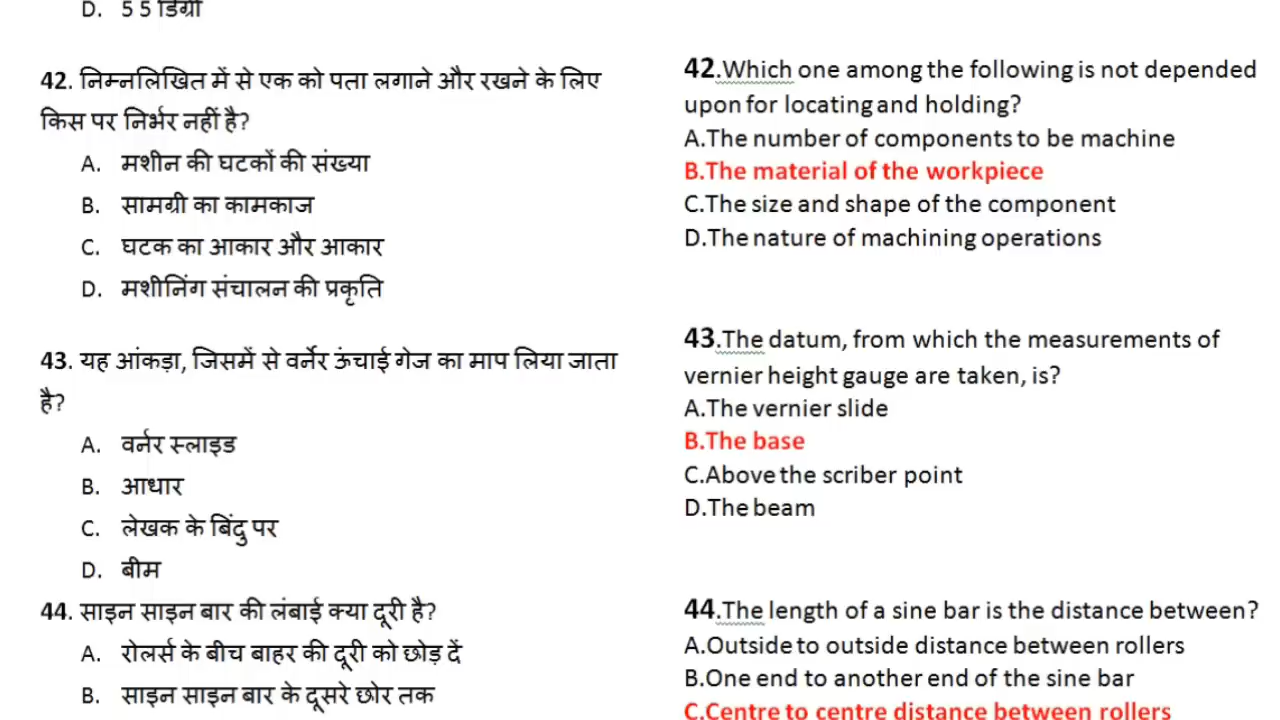 D. 5 5 डिग्री
42. निम्नलिखित में से एक को पता लगाने और रखने के लिए
किस पर निर्भर नहीं है?
A. मशीन की घटकों की संख्या
B. सामग्री का कामकाज
C. घटक का आकार और आकार
D. मशीनिंग संचालन की प्रकृति
43. यह आंकड़ा, जिसमें से वर्नेर ऊंचाई गेज का माप लिया जाता
है?
A. वर्नर स्लाइड
B. आधार
C. लेखक के बिंदु पर
D. बीम
44. साइन साइन बार की लंबाई क्या दूरी है?
A. रोलर्स के बीच बाहर की दूरी को छोड़ दें
B. साइन साइन बार के दूसरे छोर तक
42.Which one among the following is not depended
upon for locating and holding?
A.The number of components to be machine
B.The material of the workpiece
C.The size and shape of the component
D.The nature of machining operations
43.The datum, from which the measurements of
vernier height gauge are taken, is?
A.The vernier slide
B.The base
C.Above the scriber point
D.The beam
44.The length of a sine bar is the distance between?
A.Outside to outside distance between rollers
B.One end to another end of the sine bar
C.Centre to centre distance between rollers